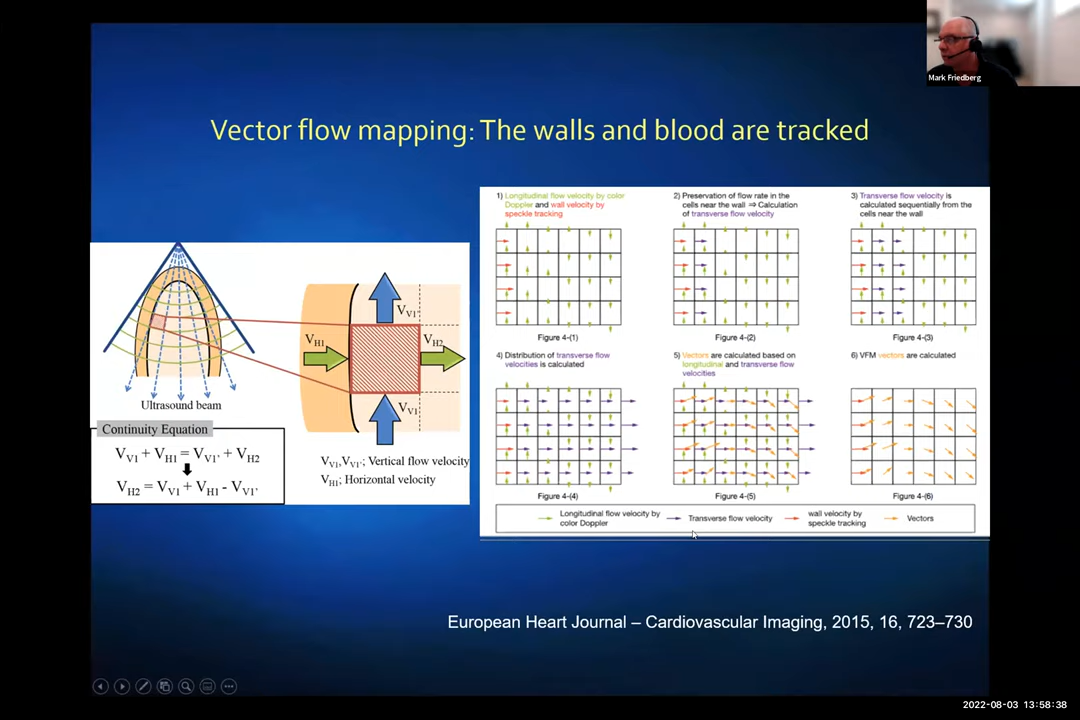 Mark Friedberg
Vector flow mapping: The walls and blood are tracked
V_H1
V_V1'
V_H2
V_V1
Ultrasound beam
Continuity Equation
V_V1 + V_H1 = V_V1' + V_H2
V_H2 = V_V1 + V_H1 - V_V1'
V_V1,V_V1'; Vertical flow velocity
V_H1; Horizontal velocity
1) Longitudinal flow velocity by color
Doppler and wall velocity by
speckle tracking
Figure 4-(1)
2) Preservation of flow rate in the
cells near the wall ⇒ Calculation
of transverse flow velocity
Figure 4-(2)
3) Transverse flow velocity is
calculated sequentially from the
cells near the wall
Figure 4-(3)
4) Distribution of transverse flow
velocities is calculated
Figure 4-(4)
5) Vectors are calculated based on
longitudinal and transverse flow
velocities
Figure 4-(5)
6) VFM vectors are calculated
Figure 4-(6)
Longitudinal flow velocity by
color Doppler
Transverse flow velocity
wall velocity by
speckle tracking
Vectors
European Heart Journal – Cardiovascular Imaging, 2015, 16, 723–730
2022-08-03 13:58:38